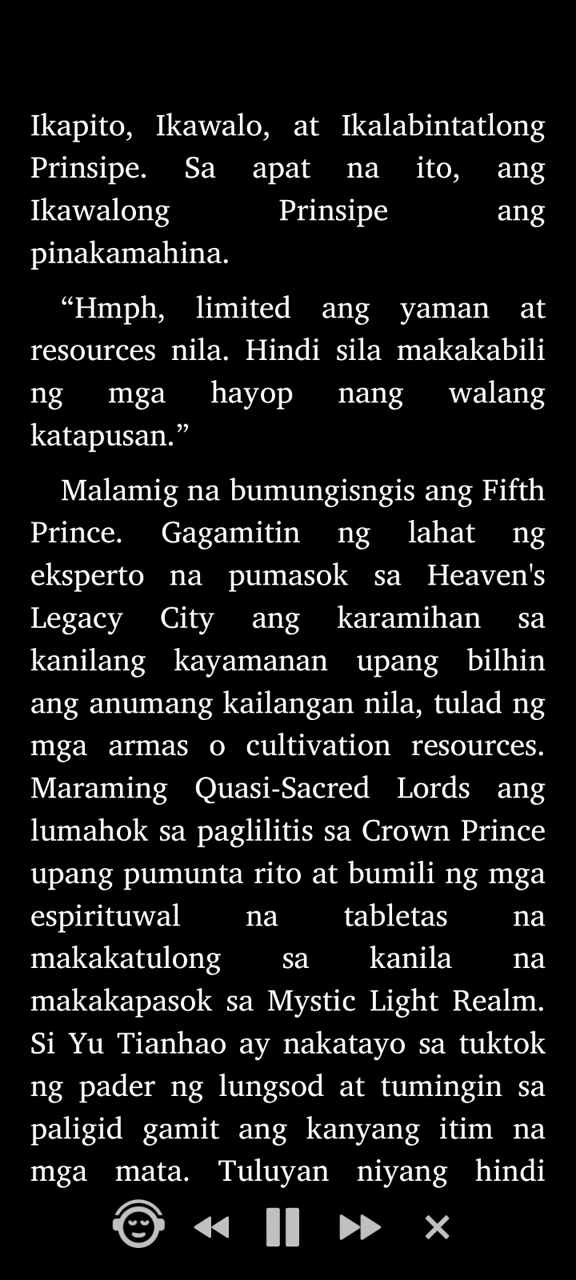 Ikapito, Ikawalo, at Ikalabintatlong
Prinsipe. Sa apat na ito, ang
Ikawalong Prinsipe ang
pinakamahina.
“Hmph, limited ang yaman at
resources nila. Hindi sila makakabili
ng mga hayop nang walang
katapusan.”
Malamig na bumungisngis ang Fifth
Prince. Gagamitin ng lahat ng
eksperto na pumasok sa Heaven's
Legacy City ang karamihan sa
kanilang kayamanan upang bilhin
ang anumang kailangan nila, tulad ng
mga armas o cultivation resources.
Maraming Quasi-Sacred Lords ang
lumahok sa paglilitis sa Crown Prince
upang pumunta rito at bumili ng mga
espirituwal na tabletas na
makakatulong sa kanila na
makakapasok sa Mystic Light Realm.
Si Yu Tianhao ay nakatayo sa tuktok
ng pader ng lungsod at tumingin sa
paligid gamit ang kanyang itim na
mga mata. Tuluyan niyang hindi